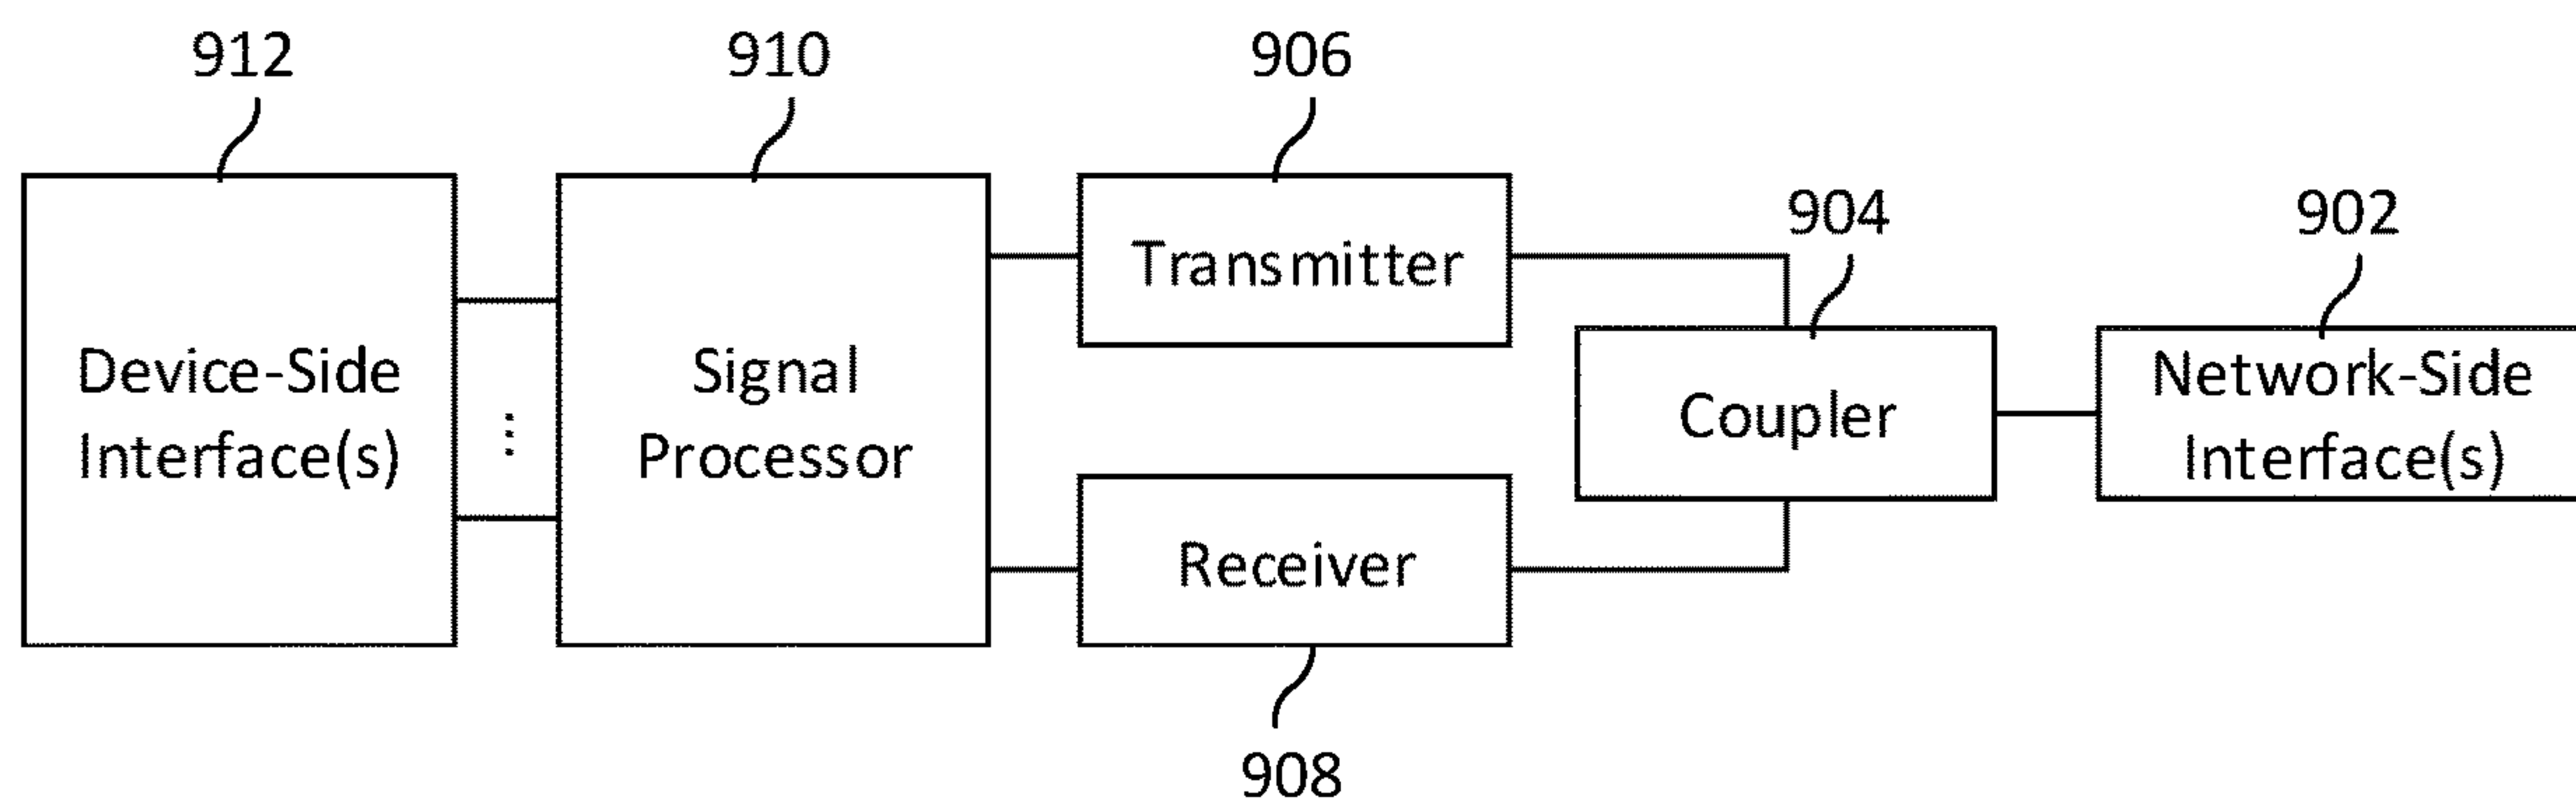 912
910
906
904
902
Device-Side
Interface(s)
...
Signal
Processor
Transmitter
Receiver
Coupler
Network-Side
Interface(s)
908